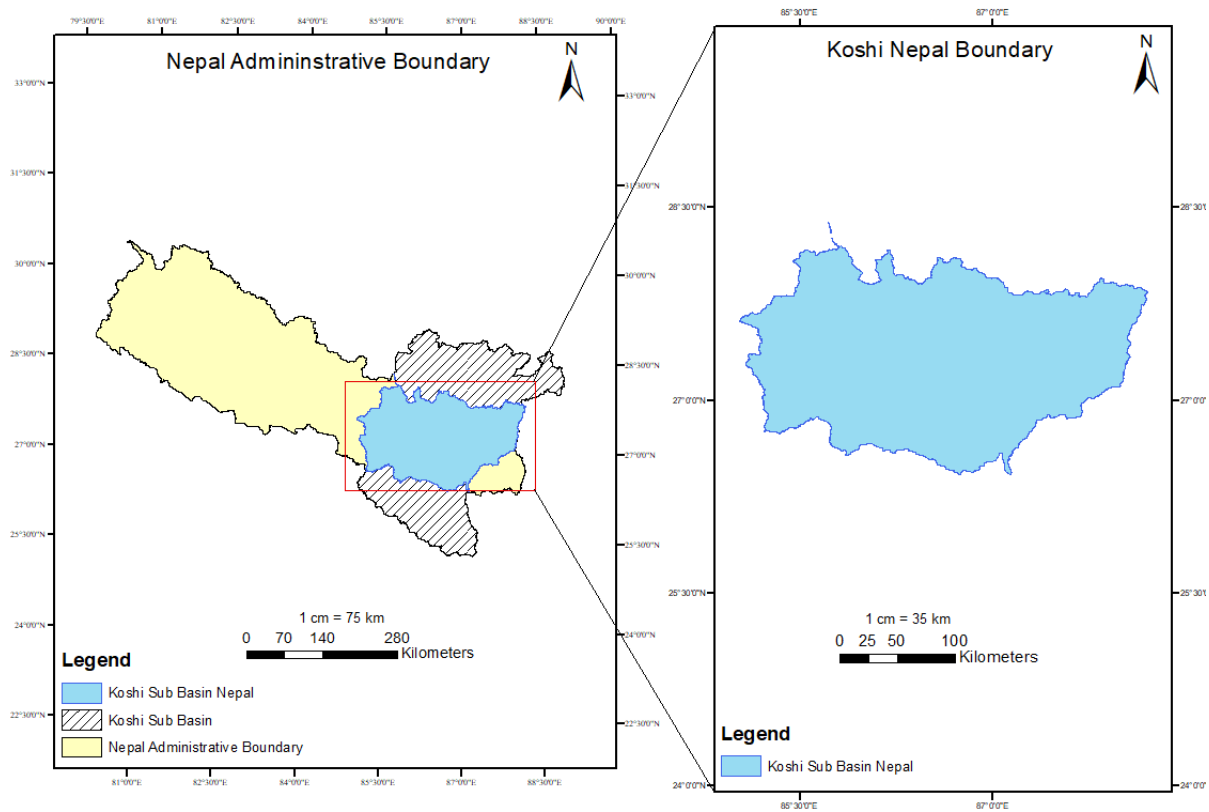 79°30'0"E 81°0'0"E 82°30'0"E 84°0'0"E 85°30'0"E 87°0'0"E 88°30'0"E 90°0'0"E
Nepal Admininstrative Boundary
N
33°0'0"N
31°30'0"N
30°0'0"N
28°30'0"N
27°0'0"N
25°30'0"N
24°0'0"N
22°30'0"N
33°0'0"N
31°30'0"N
30°0'0"N
28°30'0"N
27°0'0"N
25°30'0"N
24°0'0"N
22°30'0"N
1 cm = 75 km
0 70 140 280
Kilometers
Legend
Koshi Sub Basin Nepal
Koshi Sub Basin
Nepal Administrative Boundary
81°0'0"E 82°30'0"E 84°0'0"E 85°30'0"E 87°0'0"E 88°30'0"E
85°30'0"E 87°0'0"E
Koshi Nepal Boundary
N
28°30'0"N
27°0'0"N
25°30'0"N
24°0'0"N
28°30'0"N
27°0'0"N
25°30'0"N
24°0'0"N
1 cm = 35 km
0 25 50 100
Kilometers
Legend
Koshi Sub Basin Nepal
85°30'0"E 87°0'0"E